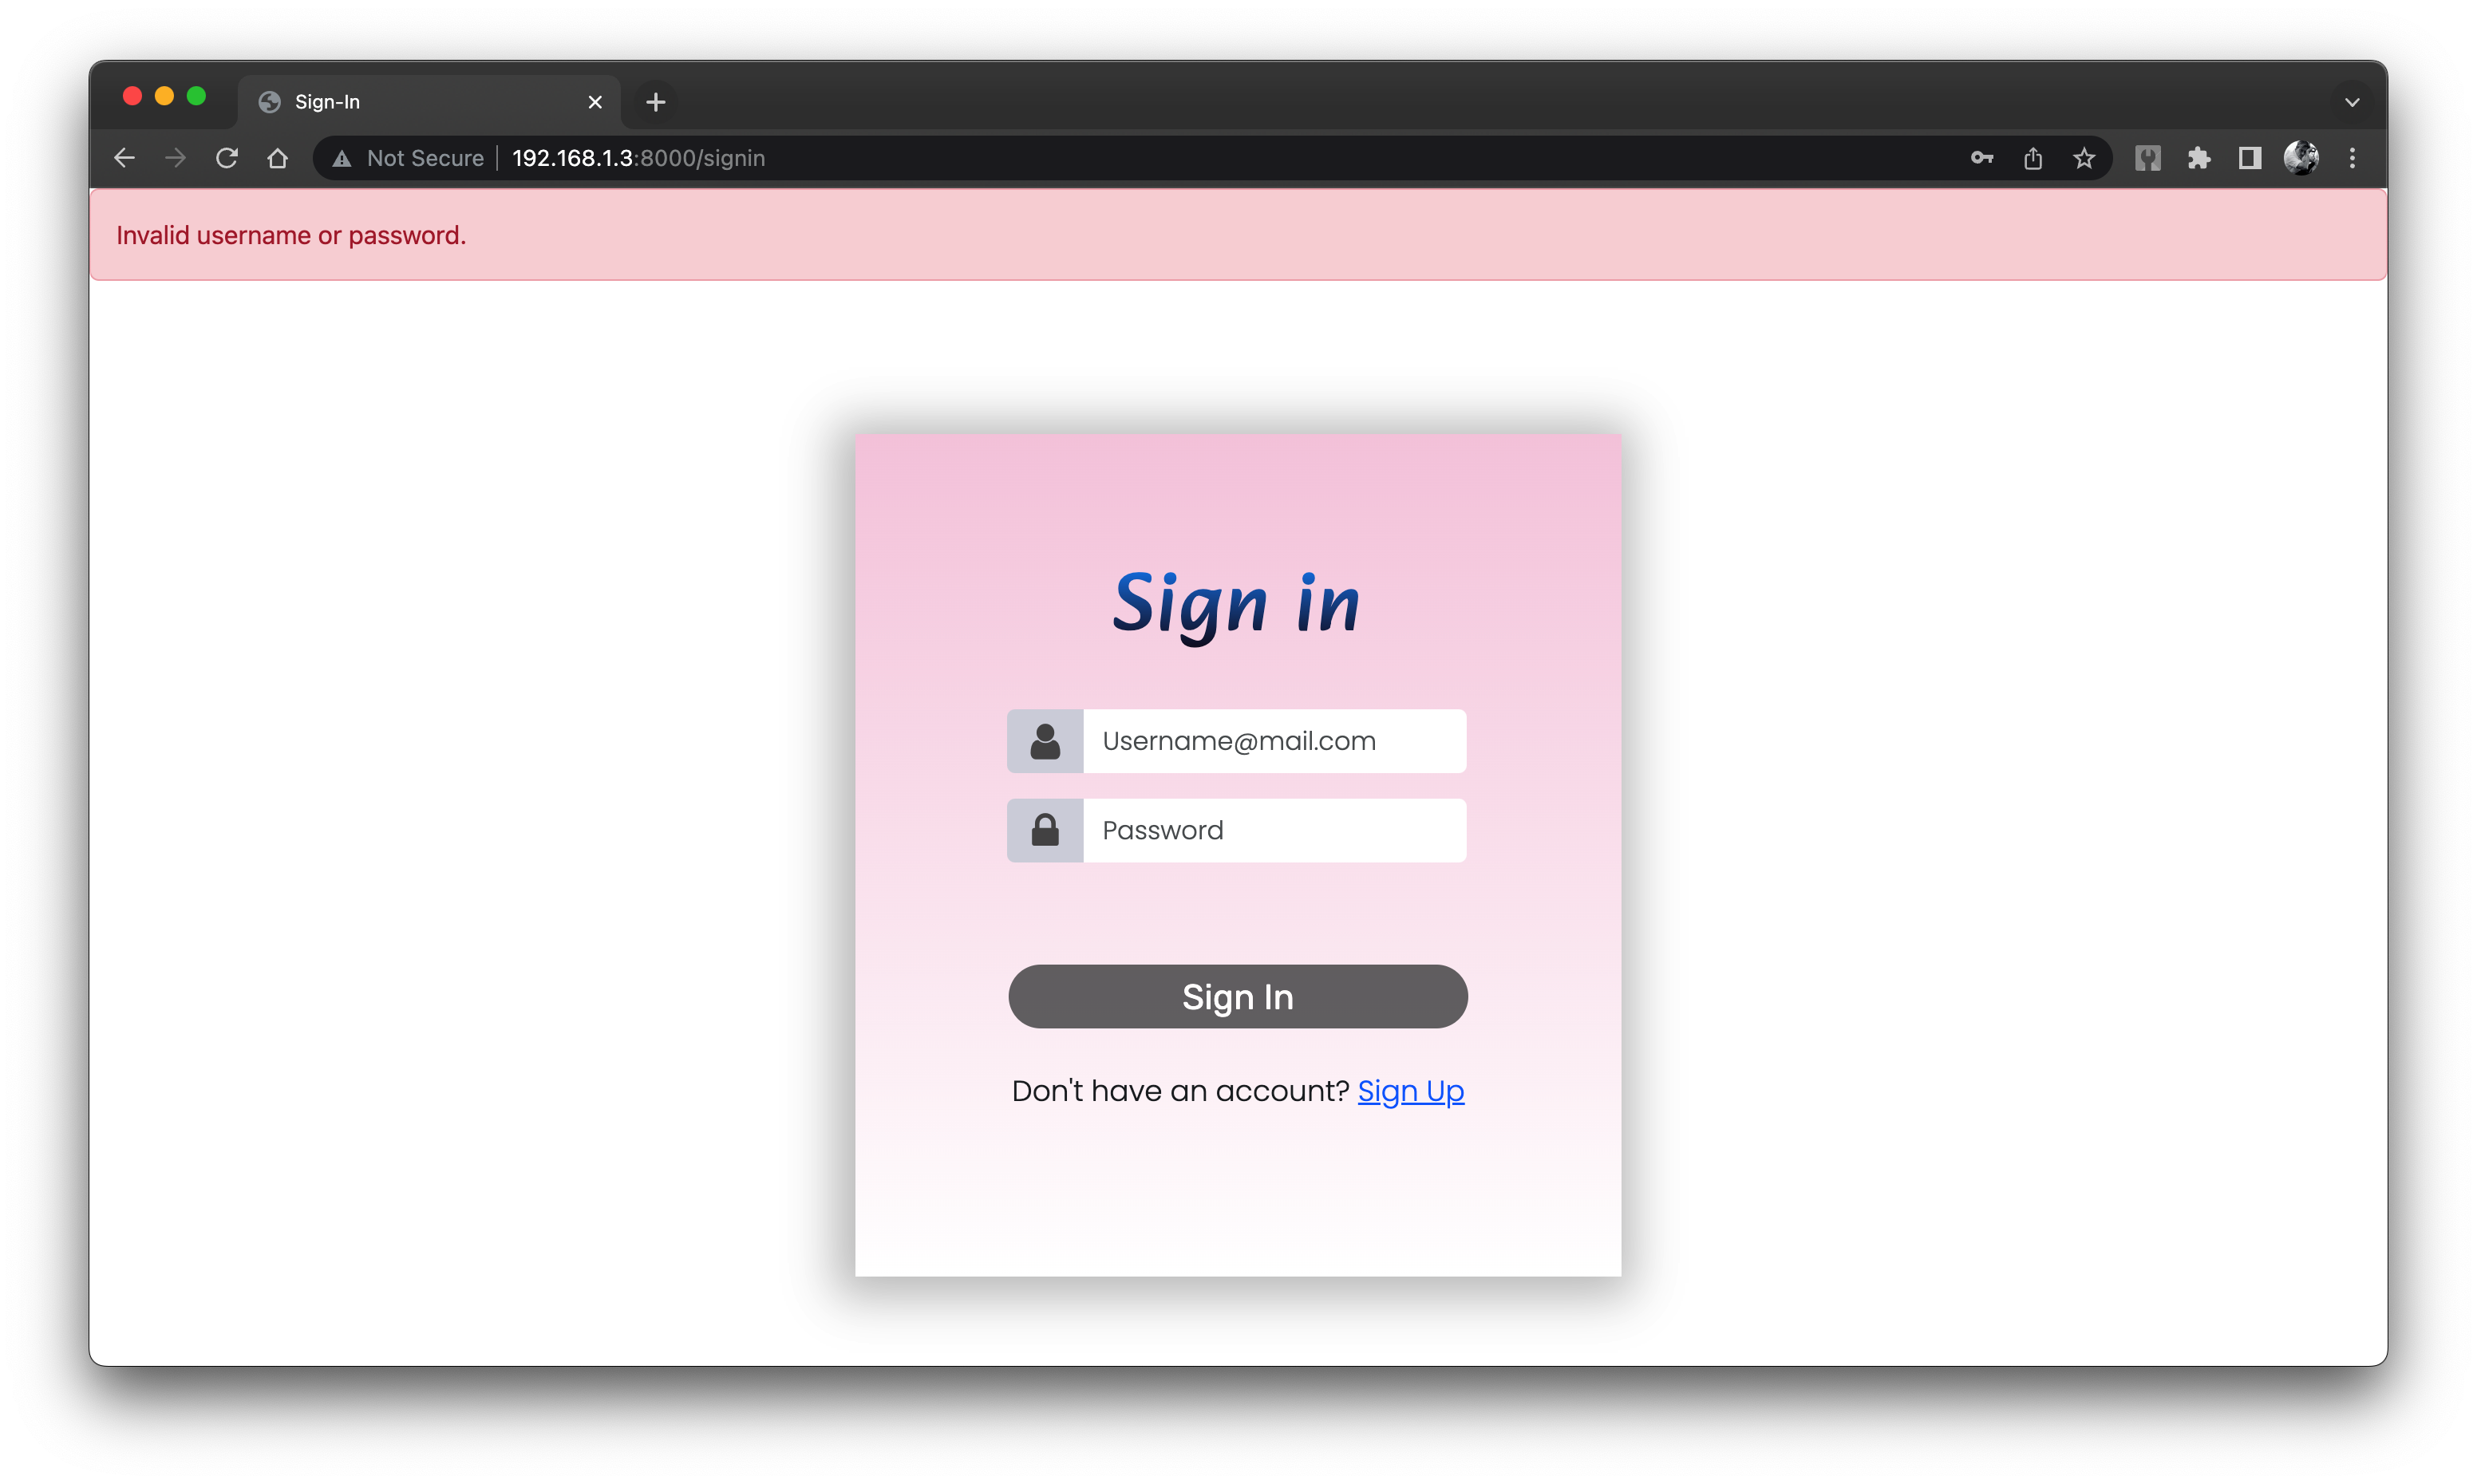 Sign-In
Not Secure 192.168.1.3:8000/signin
Invalid username or password.
Sign in
Username@mail.com
Password
Sign In
Don't have an account? Sign Up